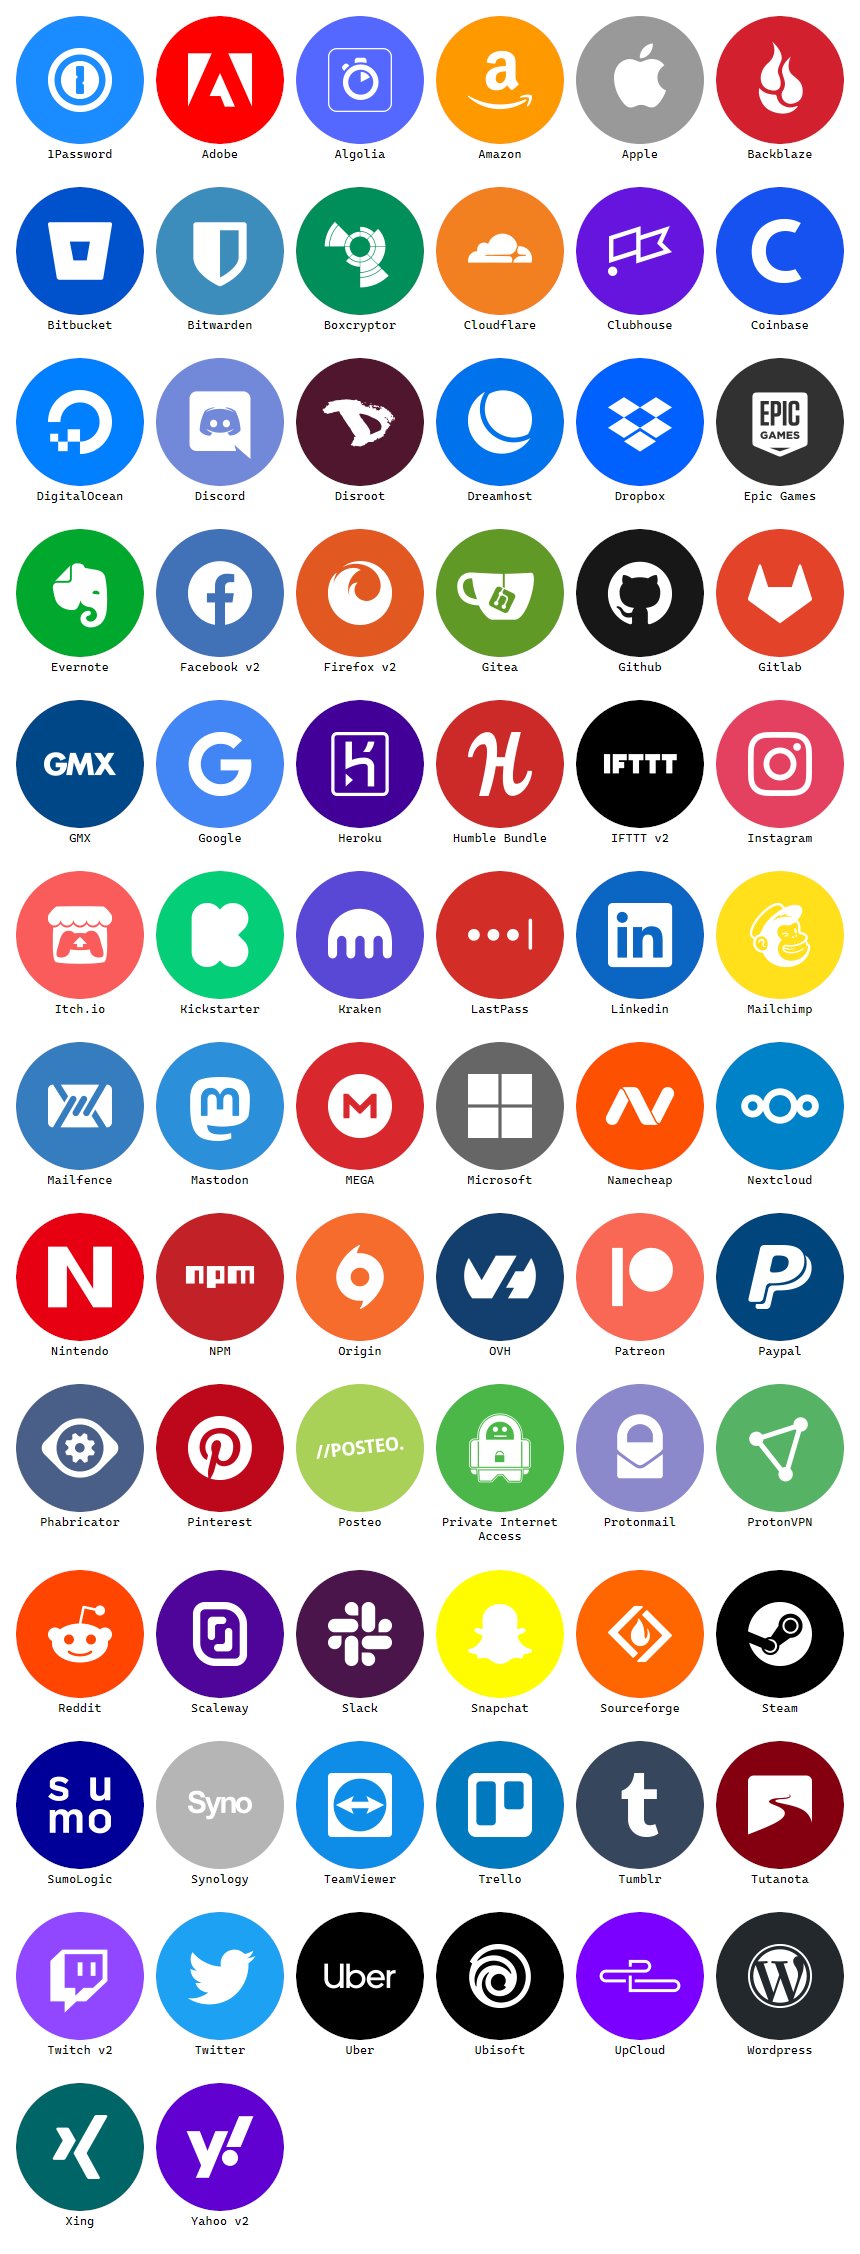 a
1Password Adobe Algolia Amazon Apple Backblaze
C
Bitbucket Bitwarden Boxcryptor Cloudflare Clubhouse Coinbase
EPIC
GAMES
DigitalOcean Discord Disroot Dreamhost Dropbox Epic Games
f
Evernote Facebook v2 Firefox v2 Gitea Github Gitlab
GMX G H IFTTT
GMX Google Heroku Humble Bundle IFTTT v2 Instagram
K in
Itch.io Kickstarter Kraken LastPass Linkedin Mailchimp
m M
Mailfence Mastodon MEGA Microsoft Namecheap Nextcloud
N npm P
Nintendo NPM Origin OVH Patreon Paypal
//POSTEO.
Phabricator Pinterest Posteo Private Internet Protonmail ProtonVPN
Access
Reddit Scaleway Slack Snapchat Sourceforge Steam
su
mo Syno t
SumoLogic Synology TeamViewer Trello Tumblr Tutanota
Uber W
Twitch v2 Twitter Uber Ubisoft UpCloud Wordpress
y!
Xing Yahoo v2